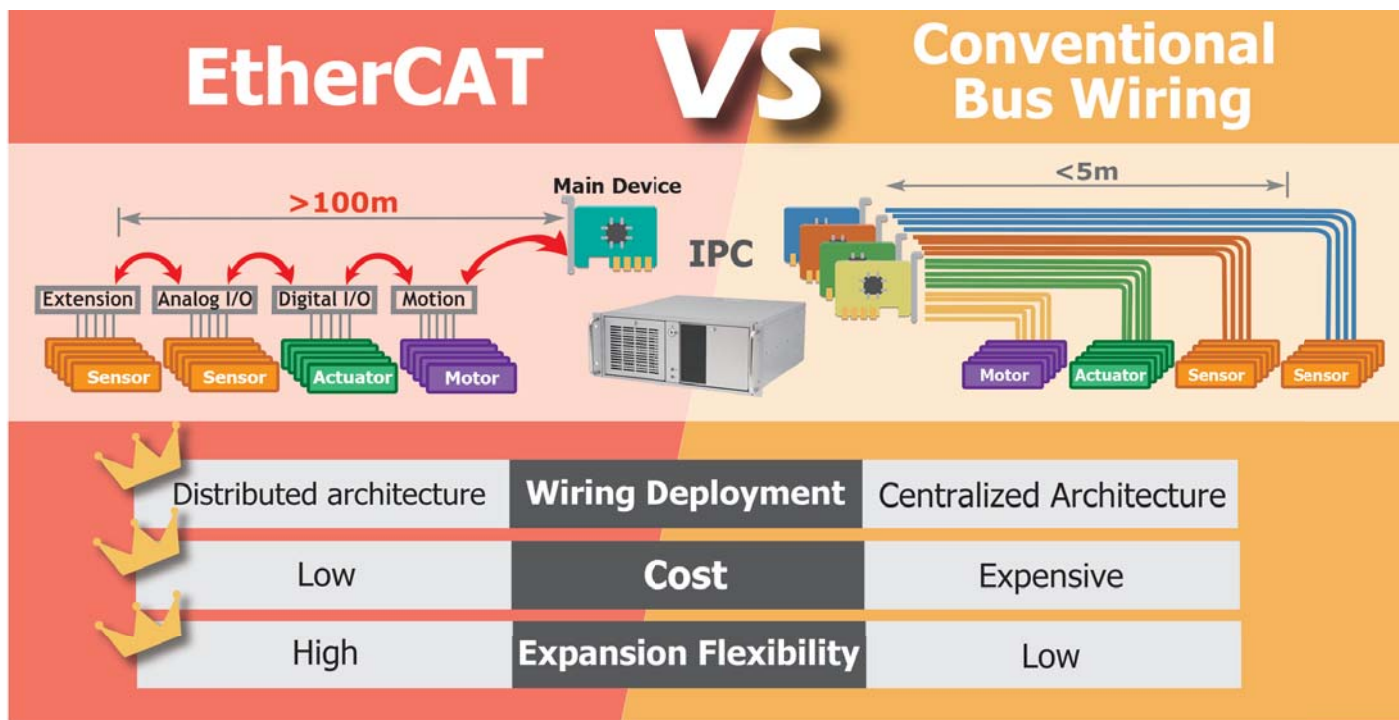 EtherCAT
VS
Conventional
Bus Wiring
>100m
Main Device
IPC
<5m
Extension
Analog I/O
Digital I/O
Motion
Sensor
Sensor
Actuator
Motor
Motor
Actuator
Sensor
Sensor
Distributed architecture
Wiring Deployment
Centralized Architecture
Low
Cost
Expensive
High
Expansion Flexibility
Low